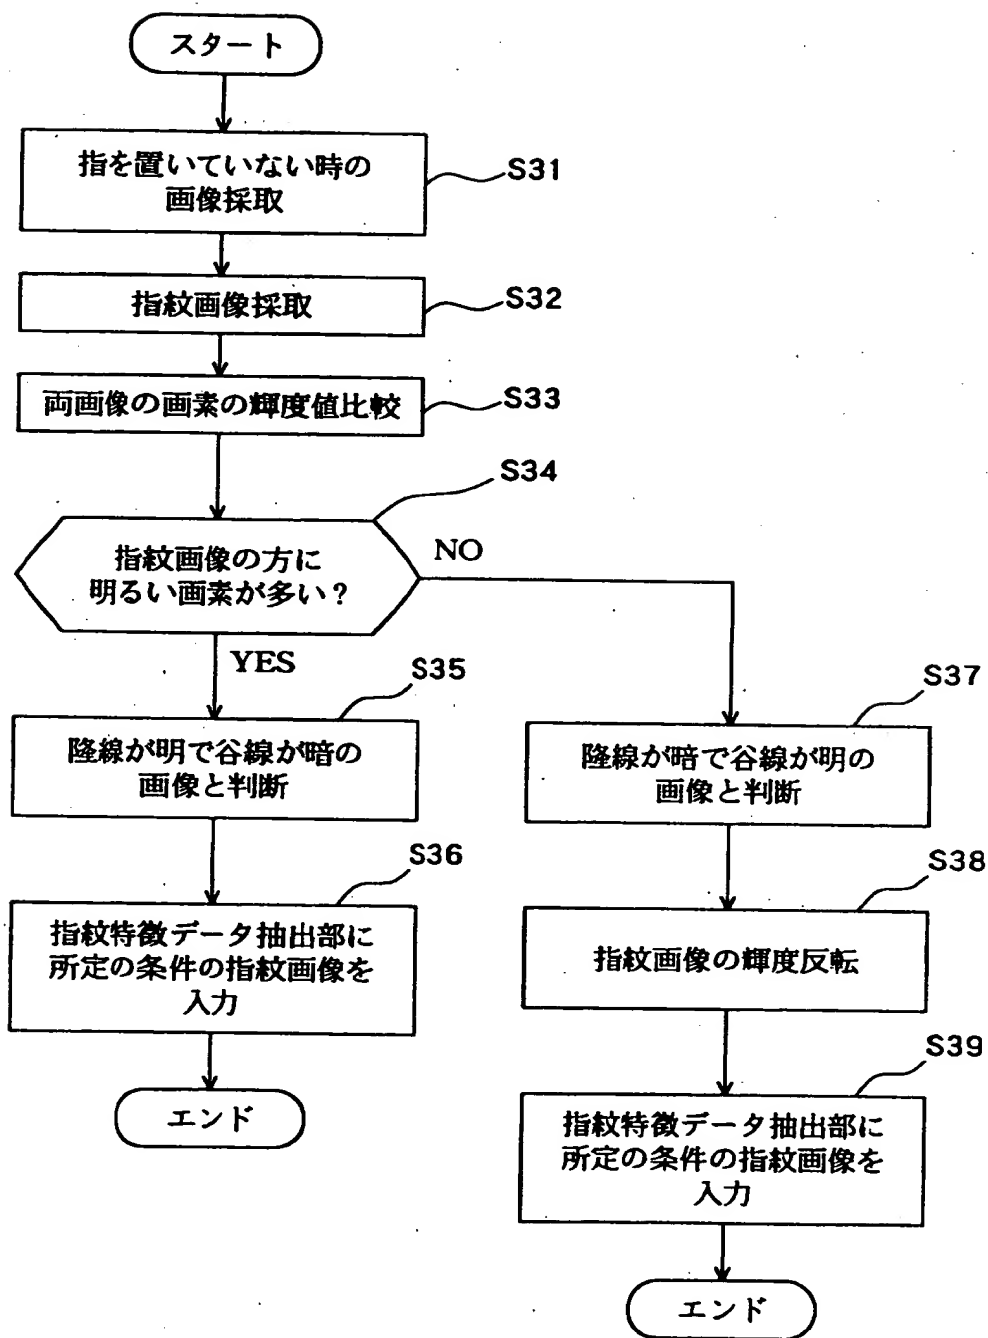 スタート
指を置いていない時の
画像採取
S31
指紋画像採取
S32
両画像の画素の輝度値比較
S33
S34
指紋画像の方に
明るい画素が多い?
NO
YES
S35
隆線が明で谷線が暗の
画像と判断
S36
指紋特徴データ抽出部に
所定の条件の指紋画像を
入力
エンド
S37
隆線が暗で谷線が明の
画像と判断
S38
指紋画像の輝度反転
S39
指紋特徴データ抽出部に
所定の条件の指紋画像を
入力
エンド